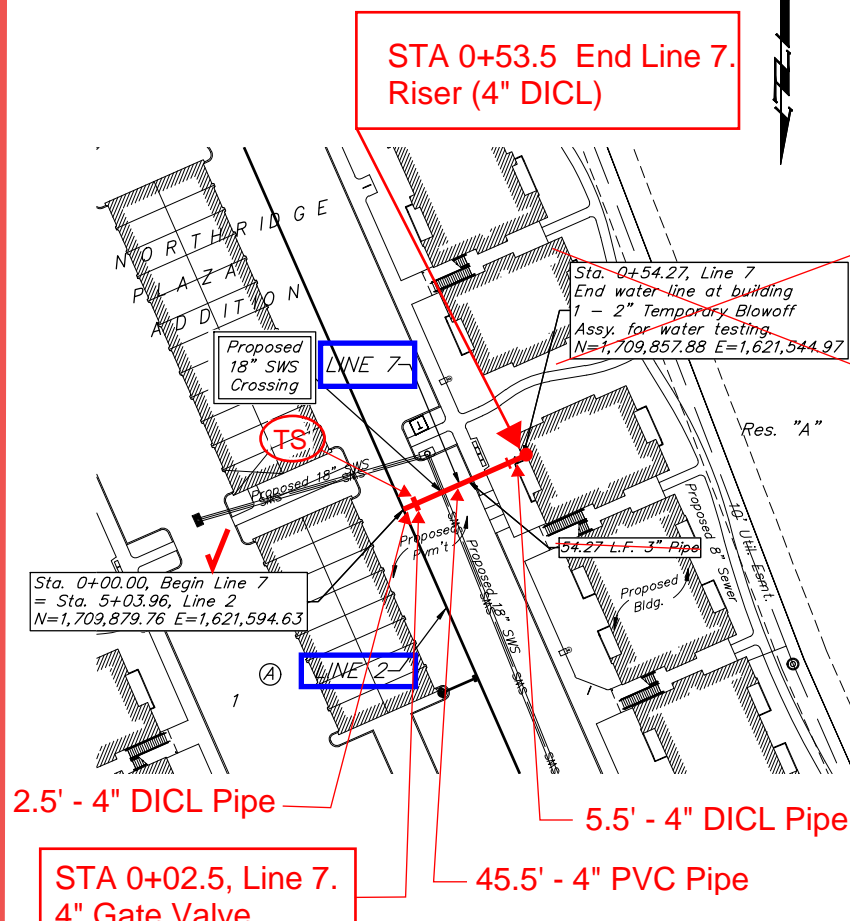 STA 0+53.5 End Line 7.
Riser (4" DICL)
NORTHRIDGE
PLAZA
ADDITION
Proposed
18" SWS
Crossing
LINE 7
Sta. 0+54.27, Line 7
End water line at building
1 - 2" Temporary Blowoff
Assy. for water testing.
N=1,709,857.88 E=1,621,544.97
Res. "A"
TS
T
Proposed 18" SWS
SWS
Proposed
Pvm't
Proposed 18" SWS
SWS
SWS
SWS
54.27 L.F. 3" Pipe
Proposed 8" Sewer
10' Util. Esmt.
Proposed
Bldg.
Sta. 0+00.00, Begin Line 7
= Sta. 5+03.96, Line 2
N=1,709,879.76 E=1,621,594.63
A
1
LINE 2
2.5' - 4" DICL Pipe
5.5' - 4" DICL Pipe
STA 0+02.5, Line 7.
4" Gate Valve
45.5' - 4" PVC Pipe